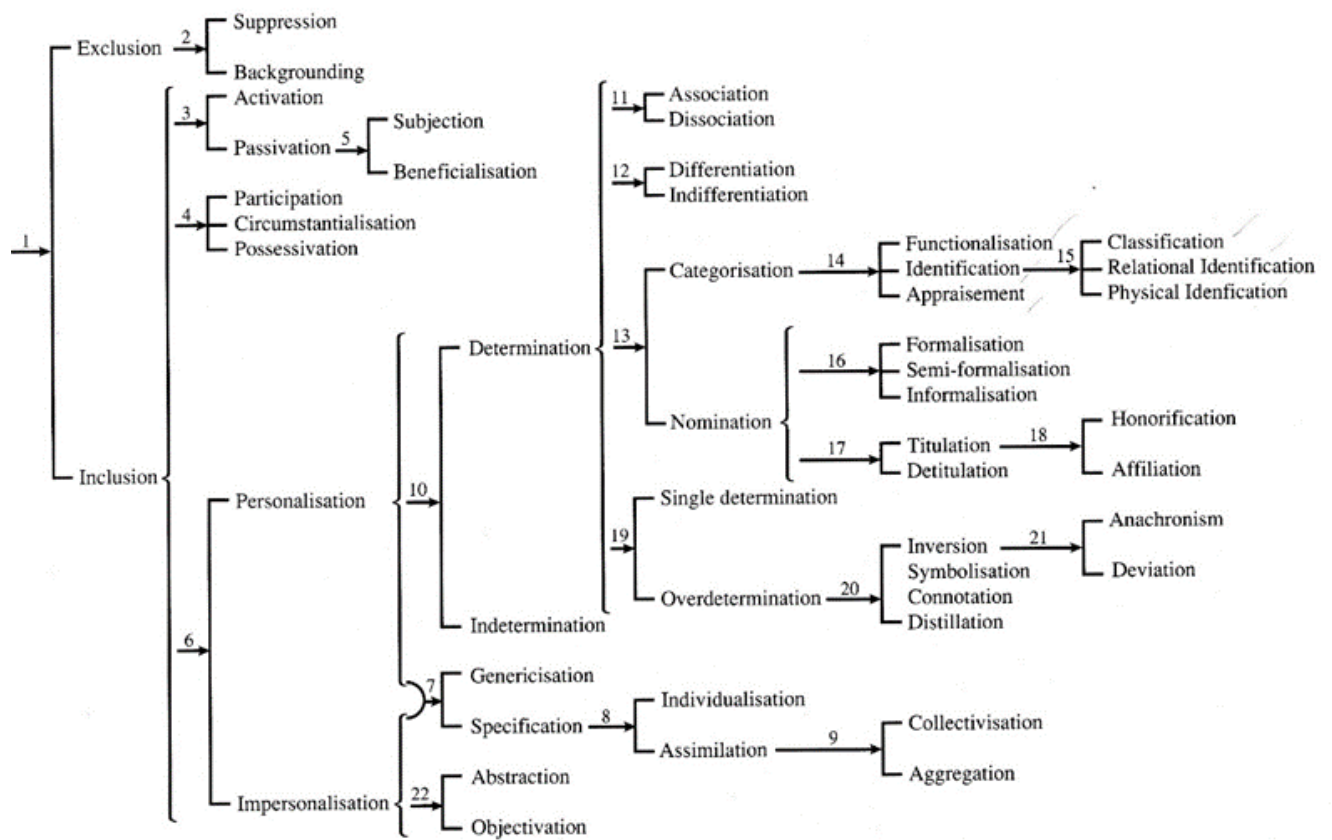 Suppression
Exclusion 2
Backgrounding
Activation
3
Passivation 5
Subjection
Beneficialisation
Participation
4 Circumstantialisation
Possessivation
1
Inclusion
11 Association
Dissociation
12 Differentiation
Indifferentiation
Categorisation 14
Functionalisation
Identification 15
Appraisement
Classification
Relational Identification
Physical Idenfication
Determination 13
Formalisation
16 Semi-formalisation
Informalisation
Nomination
17 Titulation 18
Detitulation
Honorification
Affiliation
Personalisation 10
Single determination
19
Overdetermination 20
Inversion 21
Symbolisation
Connotation
Distillation
Anachronism
Deviation
Indetermination
6
7 Genericisation
Specification 8
Individualisation
Assimilation 9
Collectivisation
Aggregation
Impersonalisation 22
Abstraction
Objectivation